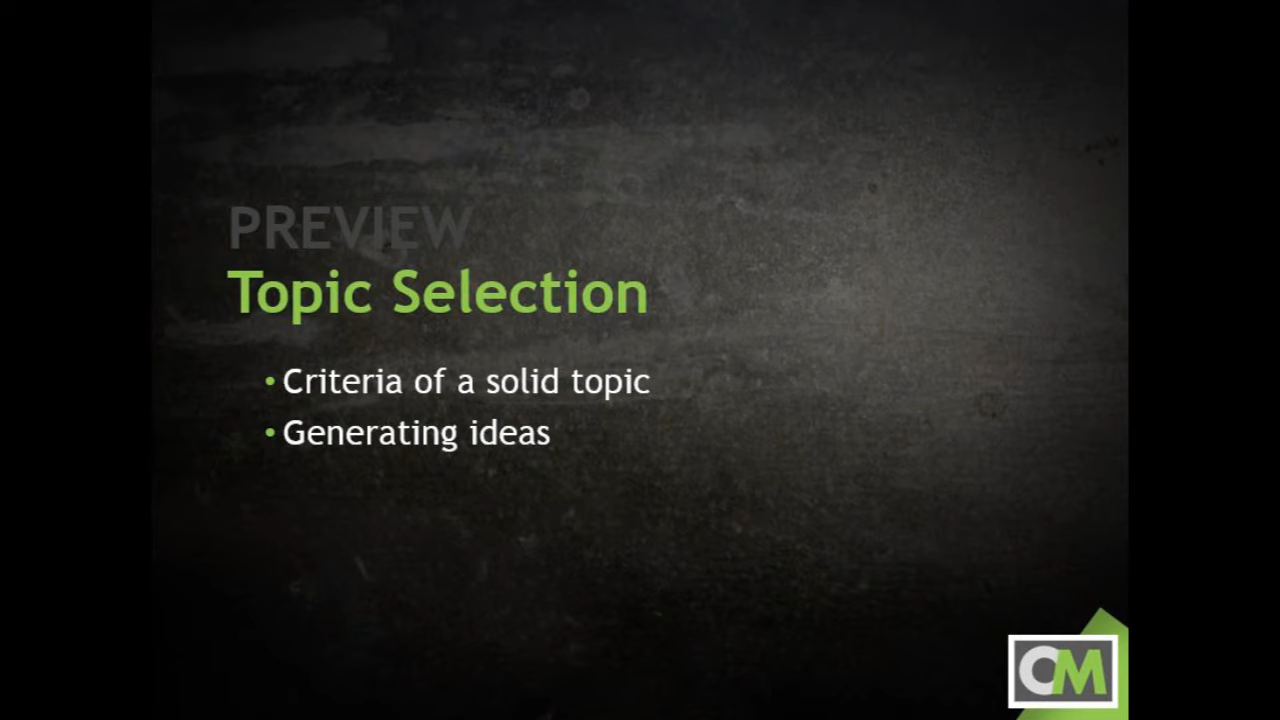 PREVIEW
Topic Selection
• Criteria of a solid topic
• Generating ideas
CM